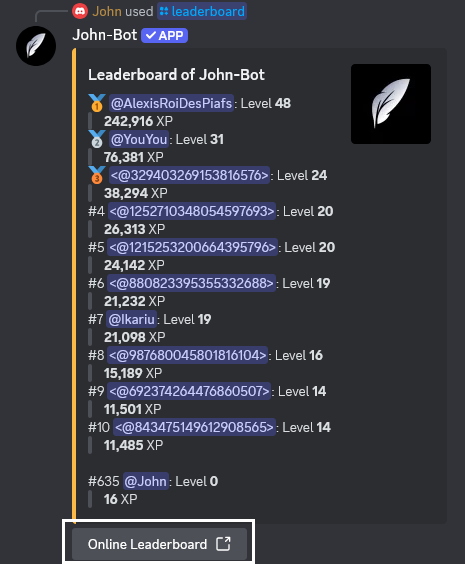 John used leaderboard
John-Bot ✓ APP
Leaderboard of John-Bot
🥇 @AlexisRoiDesPiafs: Level 48
242,916 XP
🥈 @YouYou: Level 31
76,381 XP
🥉 <@329403269153816576>: Level 24
38,294 XP
#4 <@1252710348054597693>: Level 20
26,313 XP
#5 <@1215253200664395796>: Level 20
24,142 XP
#6 <@880823395355332688>: Level 19
21,232 XP
#7 @Ikariu: Level 19
21,098 XP
#8 <@987680045801816104>: Level 16
15,189 XP
#9 <@692374264476860507>: Level 14
11,501 XP
#10 <@843475149612908565>: Level 14
11,485 XP
#635 @John: Level 0
16 XP
Online Leaderboard